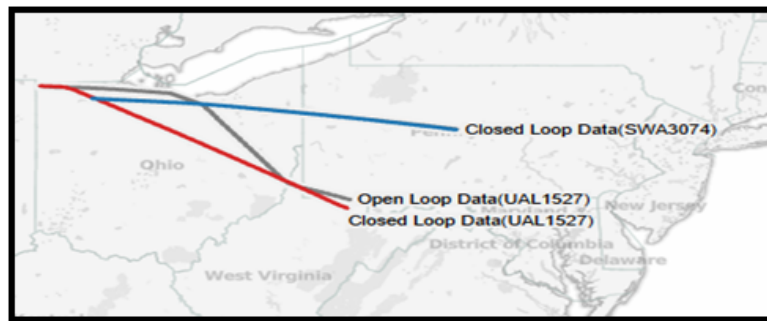 Con
Closed Loop Data(SWA3074)
Ohio
Open Loop Data(UAL1527)
New Jersey
Closed Loop Data(UAL1527)
District of Columbia
Delaware
West Virginia